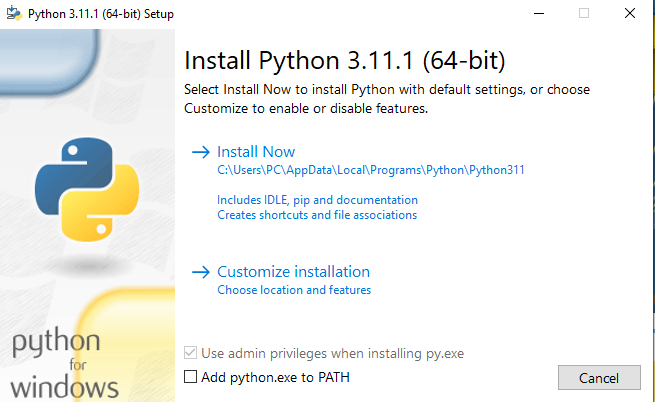 Python 3.11.1 (64-bit) Setup
Install Python 3.11.1 (64-bit)
Select Install Now to install Python with default settings, or choose
Customize to enable or disable features.
Install Now
C:\Users\PC\AppData\Local\Programs\Python\Python311
Includes IDLE, pip and documentation
Creates shortcuts and file associations
Customize installation
Choose location and features
python
for
windows
Use admin privileges when installing py.exe
Add python.exe to PATH
Cancel